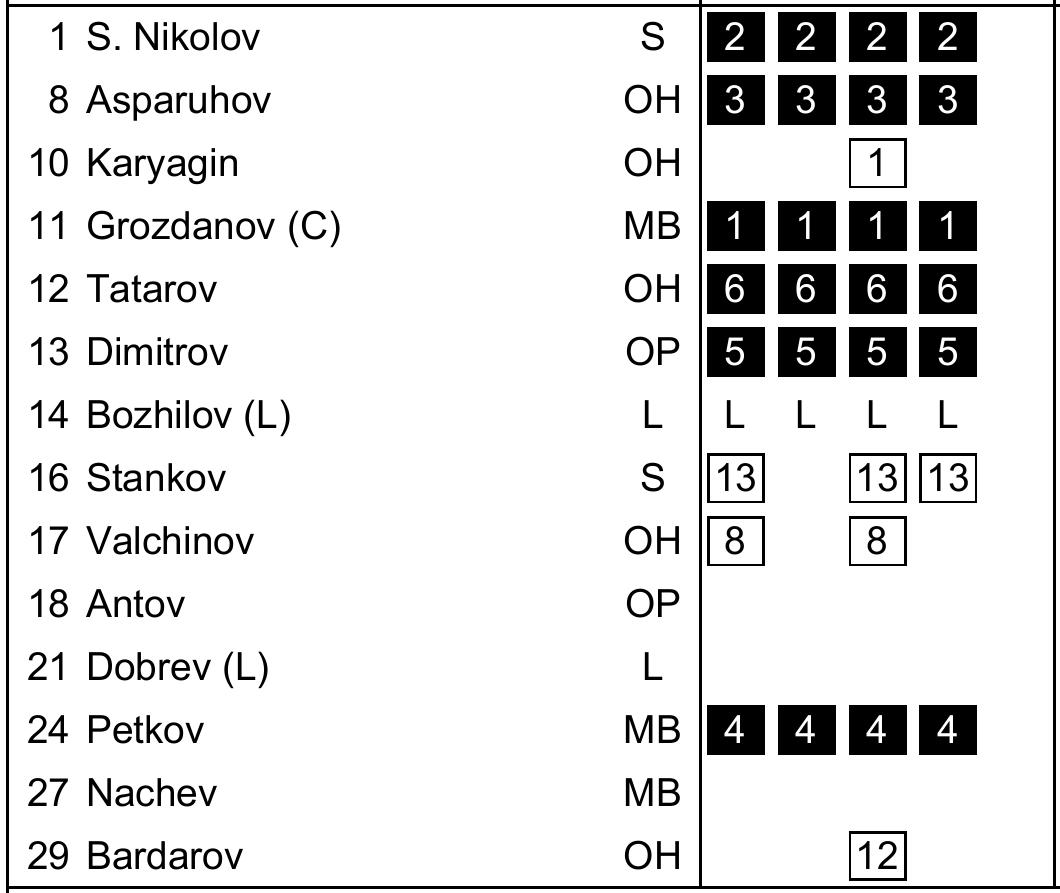 1 S. Nikolov S 2 2 2 2
8 Asparuhov OH 3 3 3 3
10 Karyagin OH 1
11 Grozdanov (C) MB 1 1 1 1
12 Tatarov OH 6 6 6 6
13 Dimitrov OP 5 5 5 5
14 Bozhilov (L) L L L L L
16 Stankov S 13 13 13
17 Valchinov OH 8 8
18 Antov OP
21 Dobrev (L) L
24 Petkov MB 4 4 4 4
27 Nachev MB
29 Bardarov OH 12